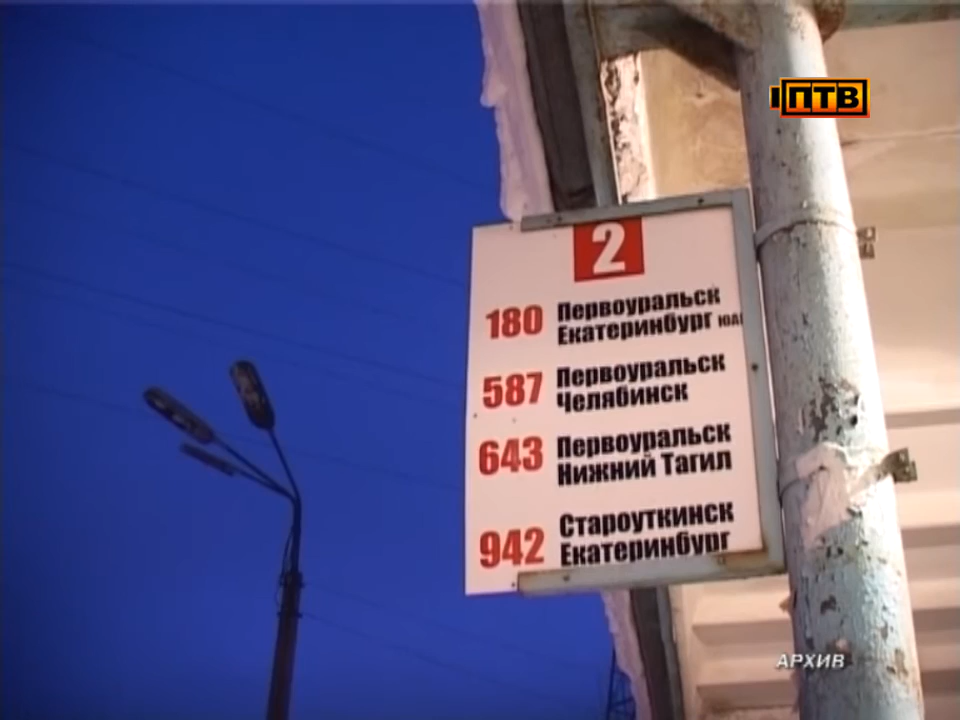 ПТВ
2
180 Первоуральск
Екатеринбург
587 Первоуральск
Челябинск
643 Первоуральск
Нижний Тагил
942 Староуткинск
Екатеринбург
АРХИВ